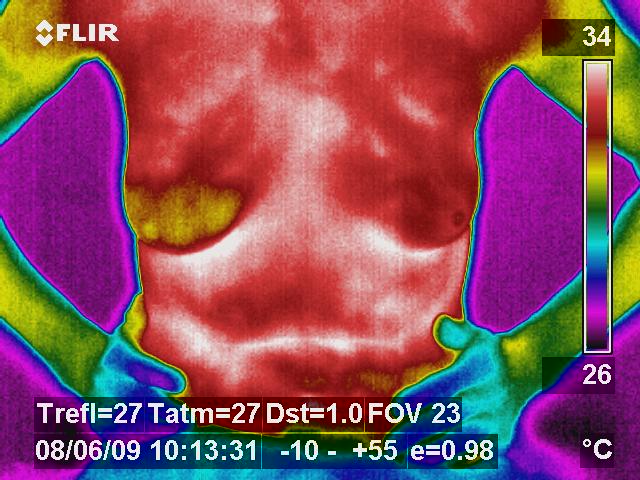 FLIR
34
26
Trefl=27 Tatm=27 Dst=1.0 FOV 23
08/06/09 10:13:31 -10 - +55 e=0.98
°C